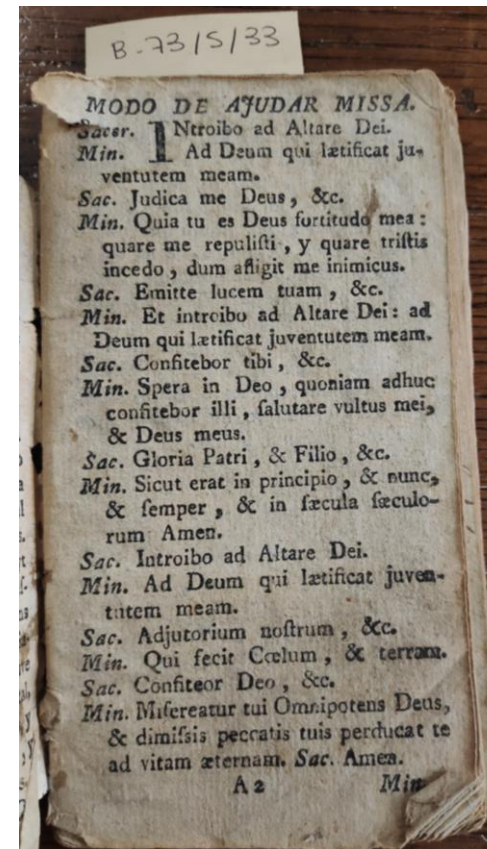 B-73/5/33
MODO DE AJUDAR MISSA.
Sacer. INtroibo ad Altare Dei.
Min. Ad Deum qui lætificat ju-
ventutem meam.
Sac. Judica me Deus, &c.
Min. Quia tu es Deus fortitudo mea:
quare me repuliſti, y quare triſtis
incedo, dum afligit me inimicus.
Sac. Emitte lucem tuam, &c.
Min. Et introibo ad Altare Dei: ad
Deum qui lætificat juventutem meam.
Sac. Confitebor tibi, &c.
Min. Spera in Deo, quoniam adhuc
confitebor illi, ſalutare vultus mei,
& Deus meus.
Sac. Gloria Patri, & Filio, &c.
Min. Sicut erat in principio, & nunc,
& ſemper, & in ſæcula ſæculo-
rum Amen.
Sac. Introibo ad Altare Dei.
Min. Ad Deum qui lætificat juven-
tutem meam.
Sac. Adjutorium noſtrum, &c.
Min. Qui fecit Cœlum, & terram.
Sac. Confiteor Deo, &c.
Min. Miſereatur tui Omnipotens Deus,
& dimiſsis peccatis tuis perducat te
ad vitam æternam. Sac. Amen.
A2 Min